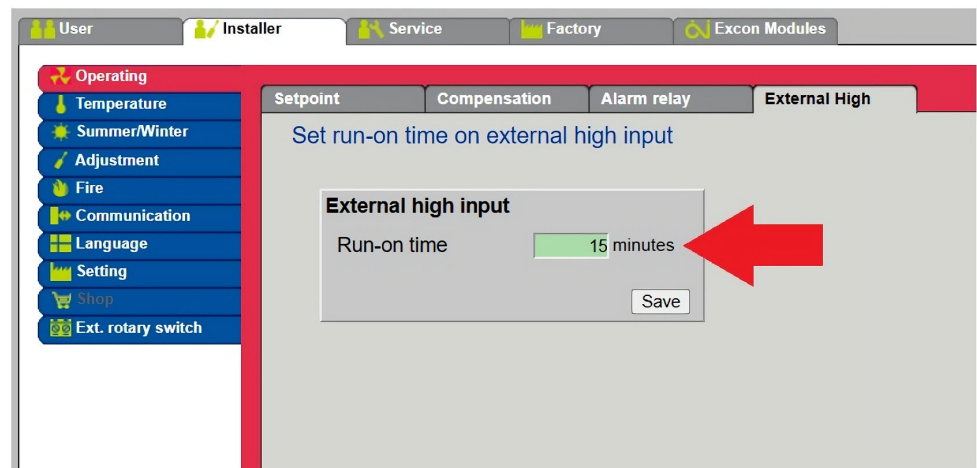 User Installer Service Factory Excon Modules
Operating
Temperature
Summer/Winter
Adjustment
Fire
Communication
Language
Setting
Shop
Ext. rotary switch
Setpoint Compensation Alarm relay External High
Set run-on time on external high input
External high input
Run-on time 15 minutes
Save